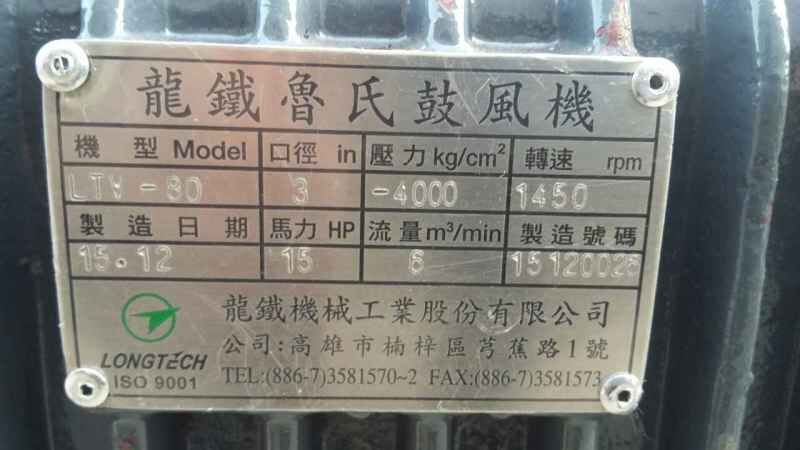 龍鐵魯氏鼓風機
機型 Model 口徑 in 壓力 kg/cm² 轉速 rpm
LTV-80 3 -4000 1450
製造日期 馬力 HP 流量 m³/min 製造號碼
15.12 15 6 15120026
龍鐵機械工業股份有限公司
公司:高雄市楠梓區芎蕉路1號
LONGTECH
ISO 9001
TEL:(886-7)3581570~2 FAX:(886-7)3581573